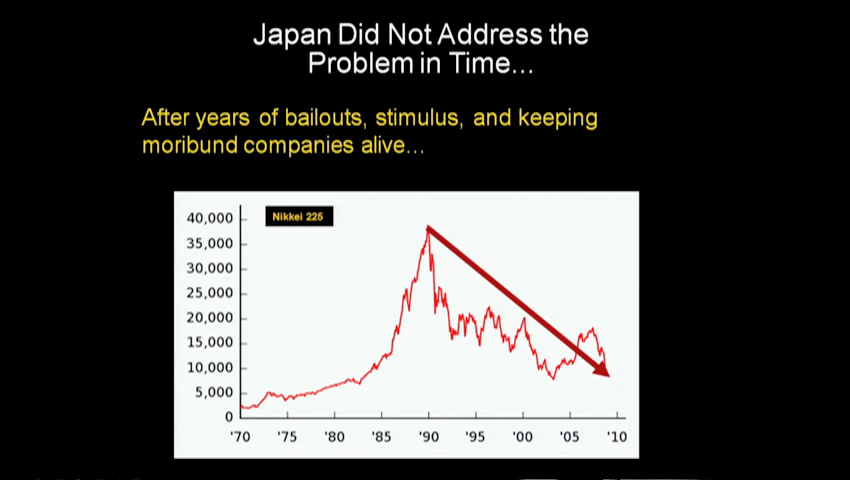 Japan Did Not Address the
Problem in Time...
After years of bailouts, stimulus, and keeping
moribund companies alive...
Nikkei 225
40,000
35,000
30,000
25,000
20,000
15,000
10,000
5,000
0
'70 '75 '80 '85 '90 '95 '00 '05 '10